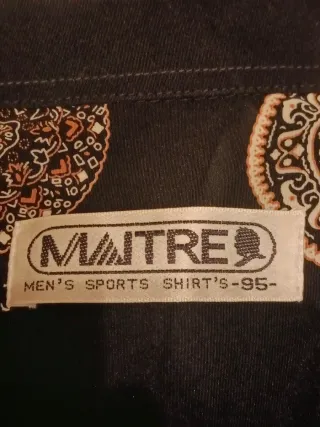 MAITRE
MEN'S SPORTS SHIRT'S -95-